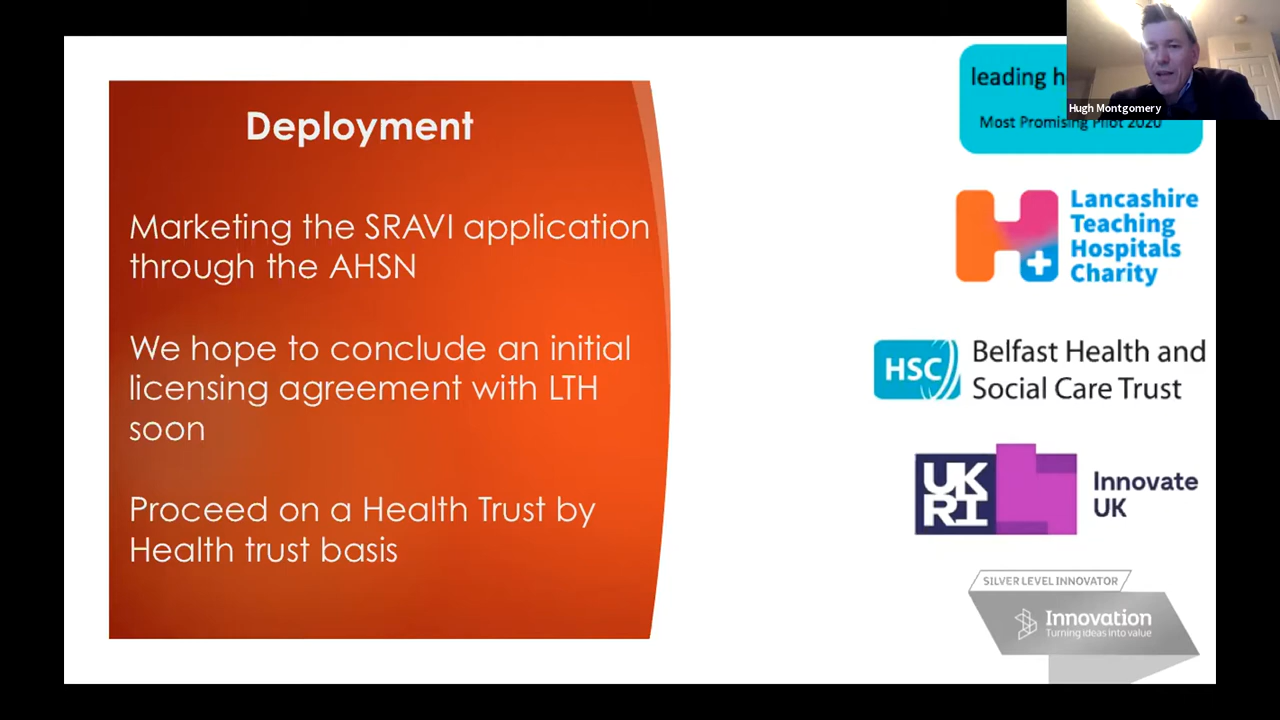 Deployment
Marketing the SRAVI application
through the AHSN
We hope to conclude an initial
licensing agreement with LTH
soon
Proceed on a Health Trust by
Health trust basis
leading
Hugh Montgomery
Most Promising Pilot 2020
Lancashire
Teaching
Hospitals
Charity
HSC
Belfast Health and
Social Care Trust
UK
RI
Innovate
UK
SILVER LEVEL INNOVATOR
Innovation
Turning ideas into value